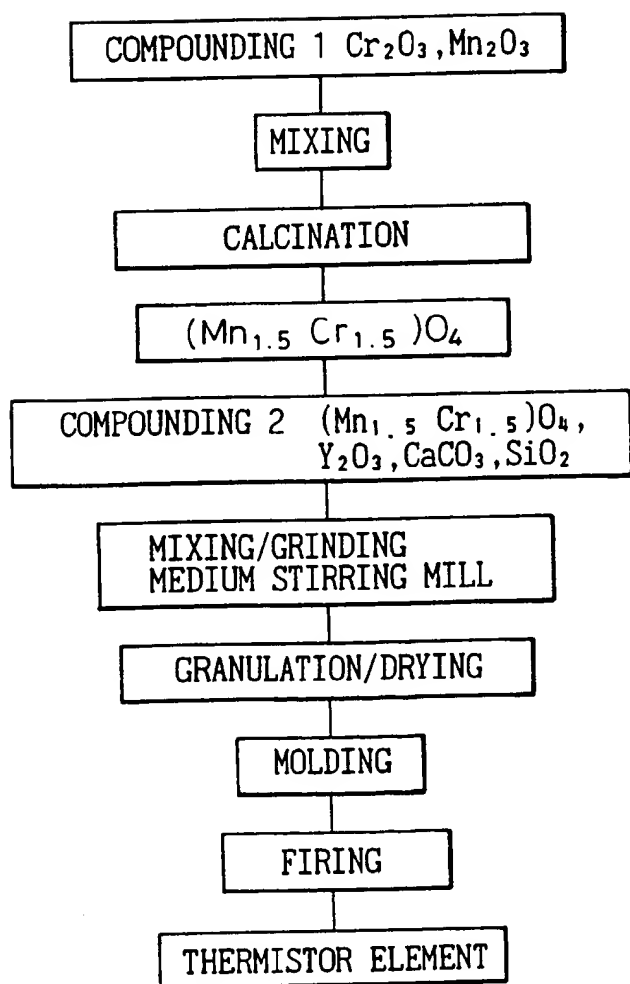 COMPOUNDING 1 Cr₂O₃,Mn₂O₃
MIXING
CALCINATION
(Mn₁.₅ Cr₁.₅ )O₄
COMPOUNDING 2 (Mn₁.₅ Cr₁.₅)O₄,
Y₂O₃,CaCO₃,SiO₂
MIXING/GRINDING
MEDIUM STIRRING MILL
GRANULATION/DRYING
MOLDING
FIRING
THERMISTOR ELEMENT